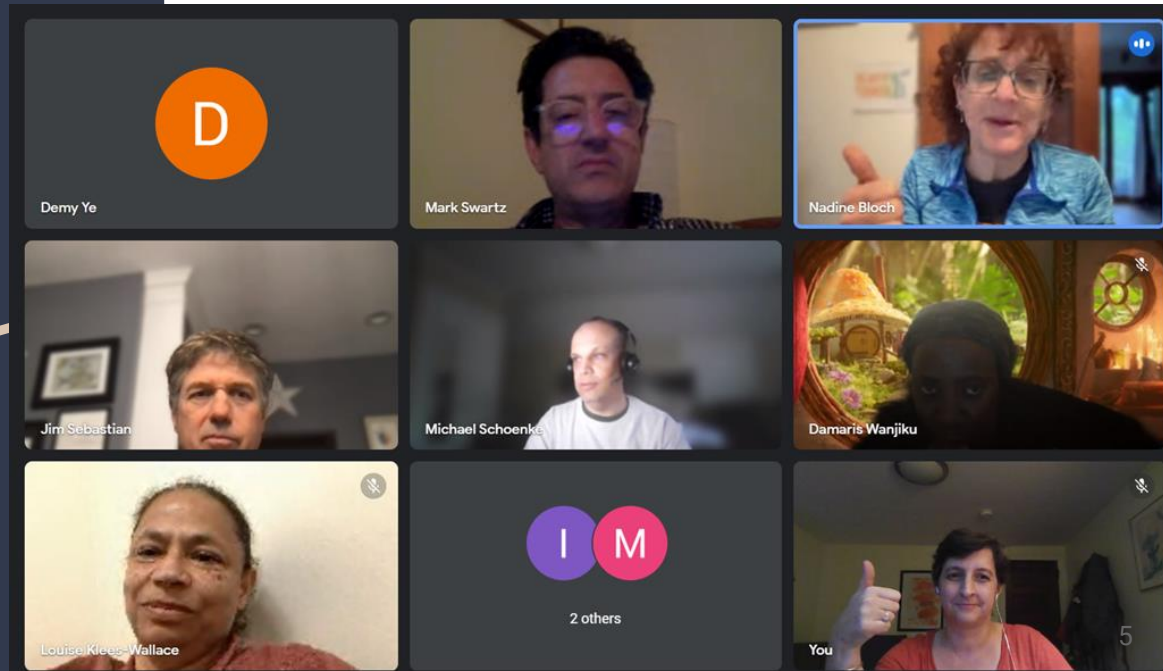 D
Demy Ye
Mark Swartz
Nadine Bloch
Jim Sebastian
Michael Schoenke
Damaris Wanjiku
Louise Klees-Wallace
I M
2 others
You
5